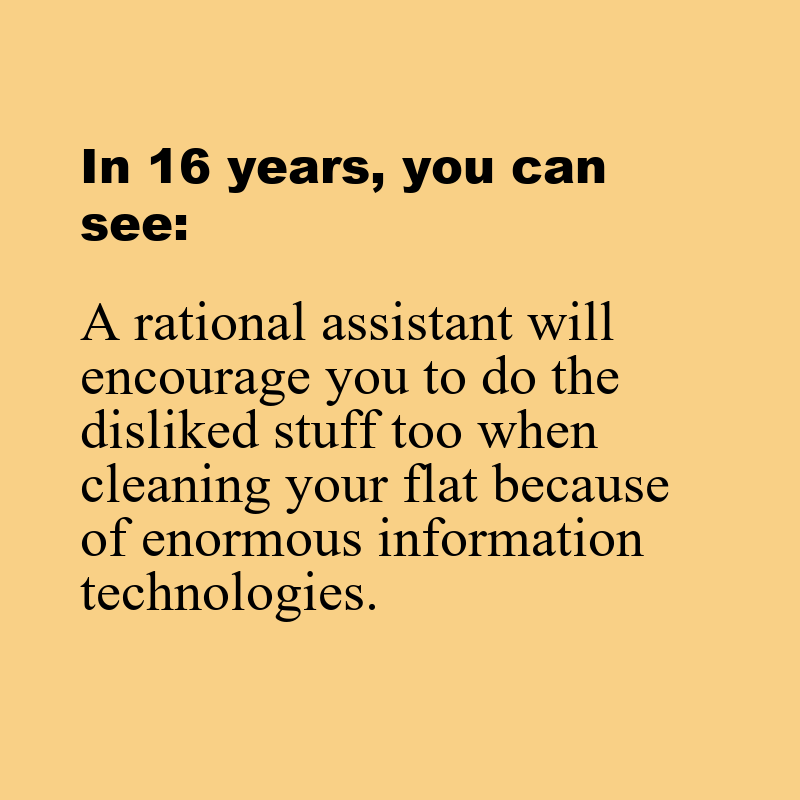 In 16 years, you can
see:
A rational assistant will
encourage you to do the
disliked stuff too when
cleaning your flat because
of enormous information
technologies.